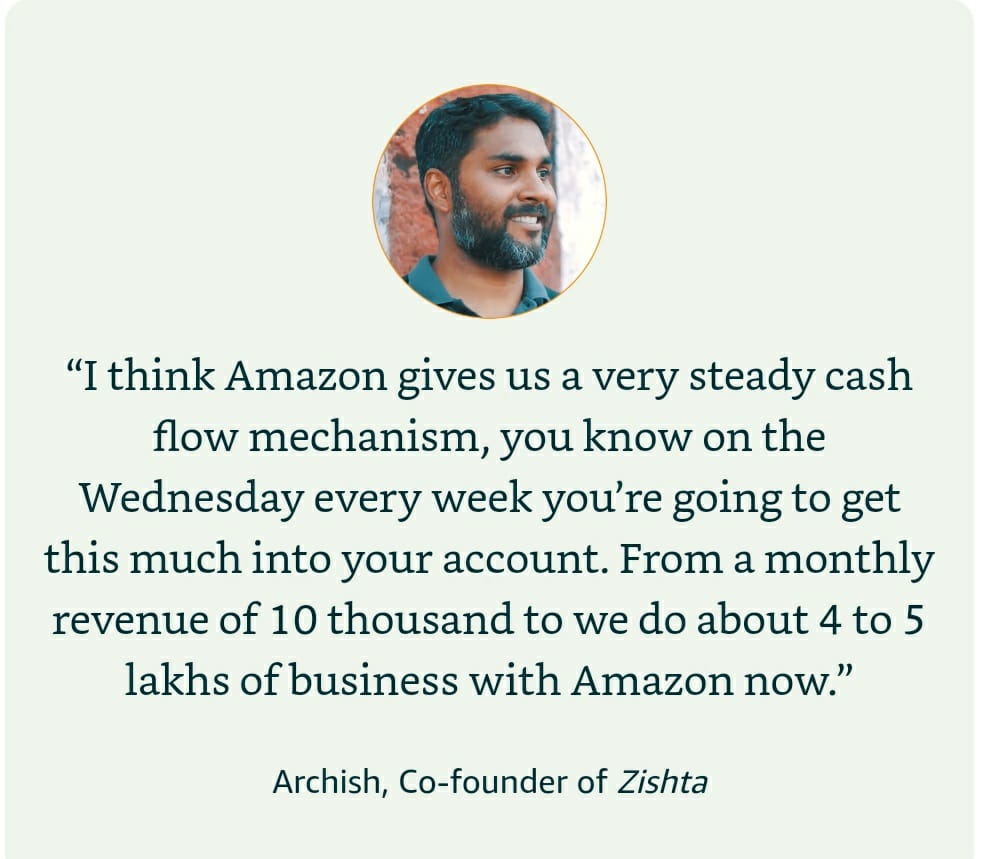 “I think Amazon gives us a very steady cash
flow mechanism, you know on the
Wednesday every week you’re going to get
this much into your account. From a monthly
revenue of 10 thousand to we do about 4 to 5
lakhs of business with Amazon now.”
Archish, Co-founder of Zishta